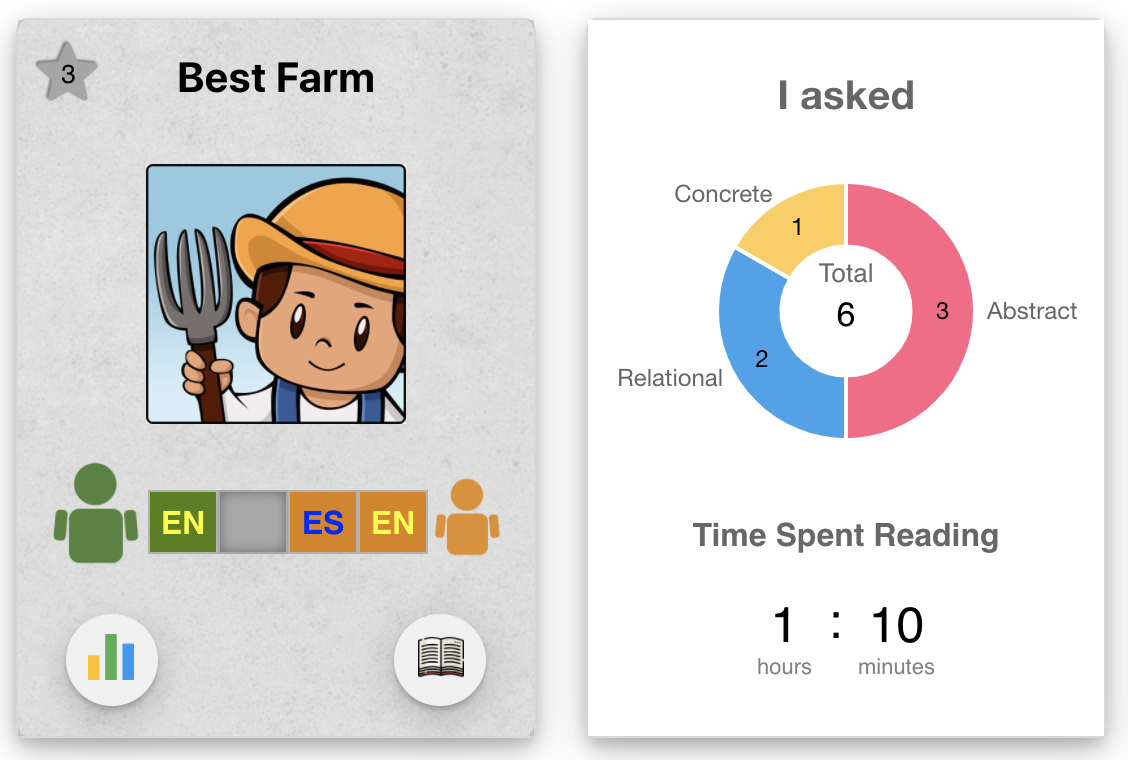 3
Best Farm
EN ES EN
I asked
Concrete
1
Total
6
3
Abstract
2
Relational
Time Spent Reading
1 : 10
hours minutes